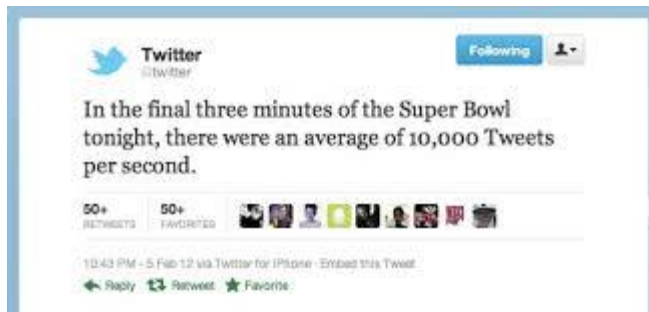 Twitter
@twitter
Following
In the final three minutes of the Super Bowl
tonight, there were an average of 10,000 Tweets
per second.
50+
RETWEETS
50+
FAVORITED
10:43 PM - 5 Feb 12 via Twitter for iPhone · Embed this Tweet
Reply Retweet Favorite